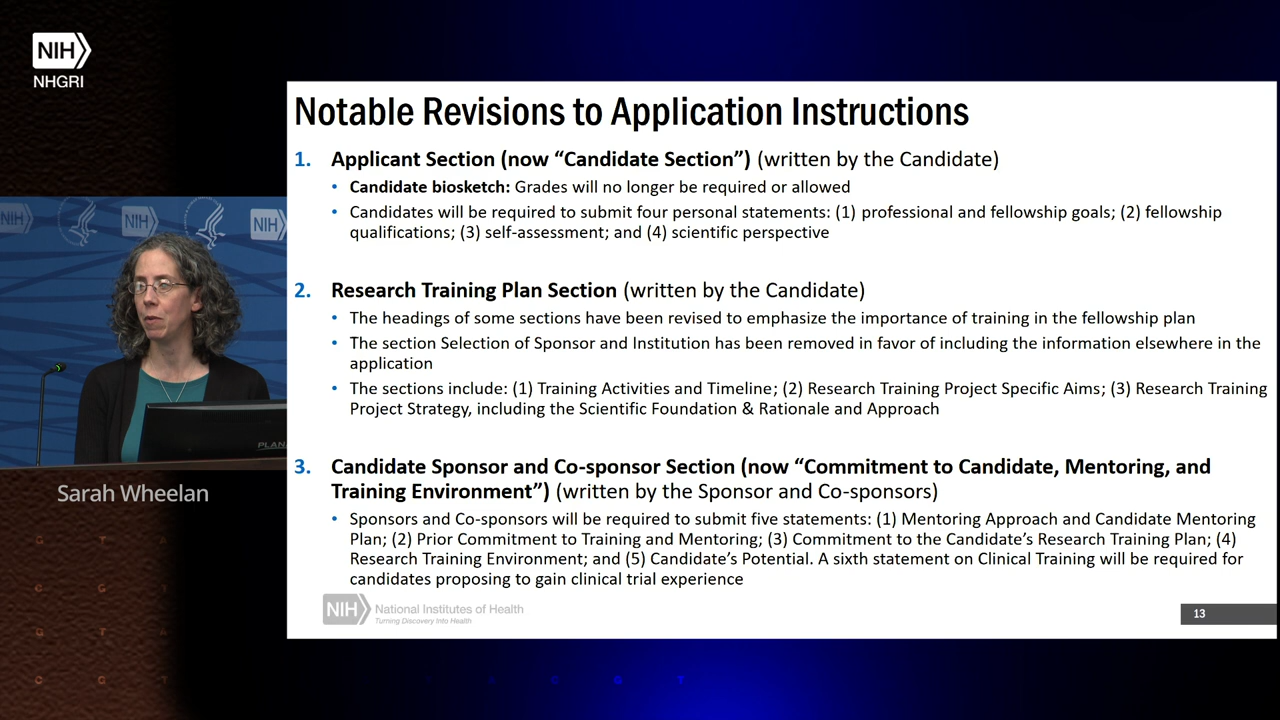 NIH
NHGRI
Notable Revisions to Application Instructions
1. Applicant Section (now “Candidate Section”) (written by the Candidate)
• Candidate biosketch: Grades will no longer be required or allowed
• Candidates will be required to submit four personal statements: (1) professional and fellowship goals; (2) fellowship
qualifications; (3) self-assessment; and (4) scientific perspective
2. Research Training Plan Section (written by the Candidate)
• The headings of some sections have been revised to emphasize the importance of training in the fellowship plan
• The section Selection of Sponsor and Institution has been removed in favor of including the information elsewhere in the
application
• The sections include: (1) Training Activities and Timeline; (2) Research Training Project Specific Aims; (3) Research Training
Project Strategy, including the Scientific Foundation & Rationale and Approach
3. Candidate Sponsor and Co-sponsor Section (now “Commitment to Candidate, Mentoring, and
Training Environment”) (written by the Sponsor and Co-sponsors)
• Sponsors and Co-sponsors will be required to submit five statements: (1) Mentoring Approach and Candidate Mentoring
Plan; (2) Prior Commitment to Training and Mentoring; (3) Commitment to the Candidate’s Research Training Plan; (4)
Research Training Environment; and (5) Candidate’s Potential. A sixth statement on Clinical Training will be required for
candidates proposing to gain clinical trial experience
NIH National Institutes of Health
Turning Discovery Into Health
13
NIH
NIH
NIH
Sarah Wheelan